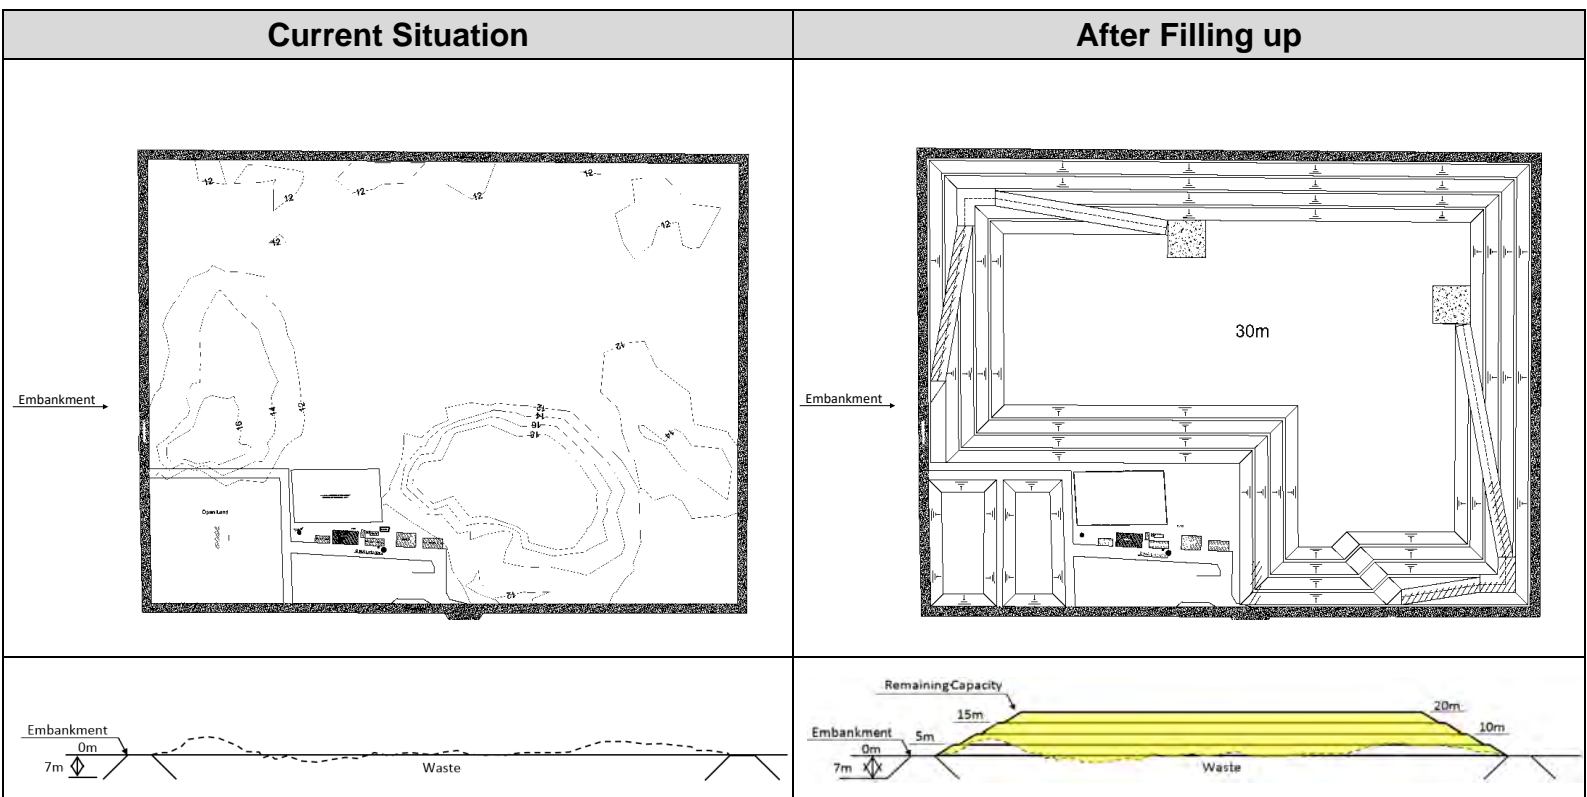 Current Situation
After Filling up
12
12
12
12
12
12
12
12
14
16
12
Open Land
12
14
16
18
12
14
12
Embankment
30m
Embankment
Embankment
0m
7m
Waste
Remaining Capacity
15m
20m
Embankment
5m
10m
0m
7m
Waste